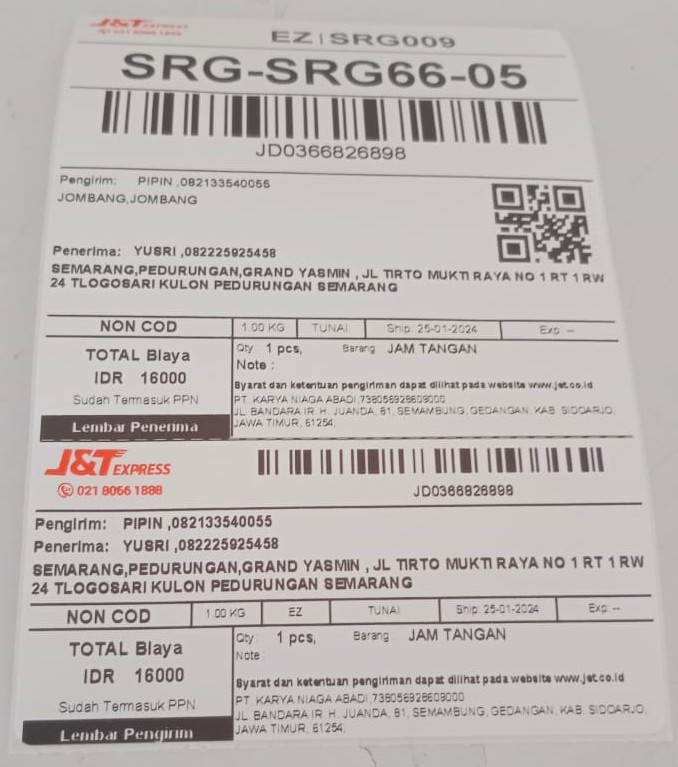 J&T EXPRESS
021 8066 1888
EZ | SRG009
SRG-SRG66-05
JD0366826898
Pengirim: PIPIN ,082133540055
JOMBANG,JOMBANG
Penerima: YUSRI ,082225925458
SEMARANG,PEDURUNGAN,GRAND YASMIN , JL TIRTO MUKTI RAYA NO 1 RT 1 RW
24 TLOGOSARI KULON PEDURUNGAN SEMARANG
NON COD 1.00 KG TUNAI Ship: 25-01-2024 Exp: --
TOTAL Biaya
IDR 16000
Sudah Termasuk PPN
Lembar Penerima
Qty 1 pcs, Barang JAM TANGAN
Note :
Syarat dan ketentuan pengiriman dapat dilihat pada website www.jet.co.id
PT. KARYA NIAGA ABADI,738056928609000
JL. BANDARA IR. H. JUANDA, 81, SEMAMBUNG, GEDANGAN, KAB. SIDOARJO,
JAWA TIMUR, 61254,
J&T EXPRESS
021 8066 1888
JD0366826898
Pengirim: PIPIN ,082133540055
Penerima: YUSRI ,082225925458
SEMARANG,PEDURUNGAN,GRAND YASMIN , JL TIRTO MUKTI RAYA NO 1 RT 1 RW
24 TLOGOSARI KULON PEDURUNGAN SEMARANG
NON COD 1.00 KG EZ TUNAI Ship: 25-01-2024 Exp: --
TOTAL Biaya
IDR 16000
Sudah Termasuk PPN
Lembar Pengirim
Qty 1 pcs, Barang JAM TANGAN
Note
Syarat dan ketentuan pengiriman dapat dilihat pada website www.jet.co.id
PT. KARYA NIAGA ABADI,738056928609000
JL. BANDARA IR. H. JUANDA, 81, SEMAMBUNG, GEDANGAN, KAB. SIDOARJO,
JAWA TIMUR, 61254,